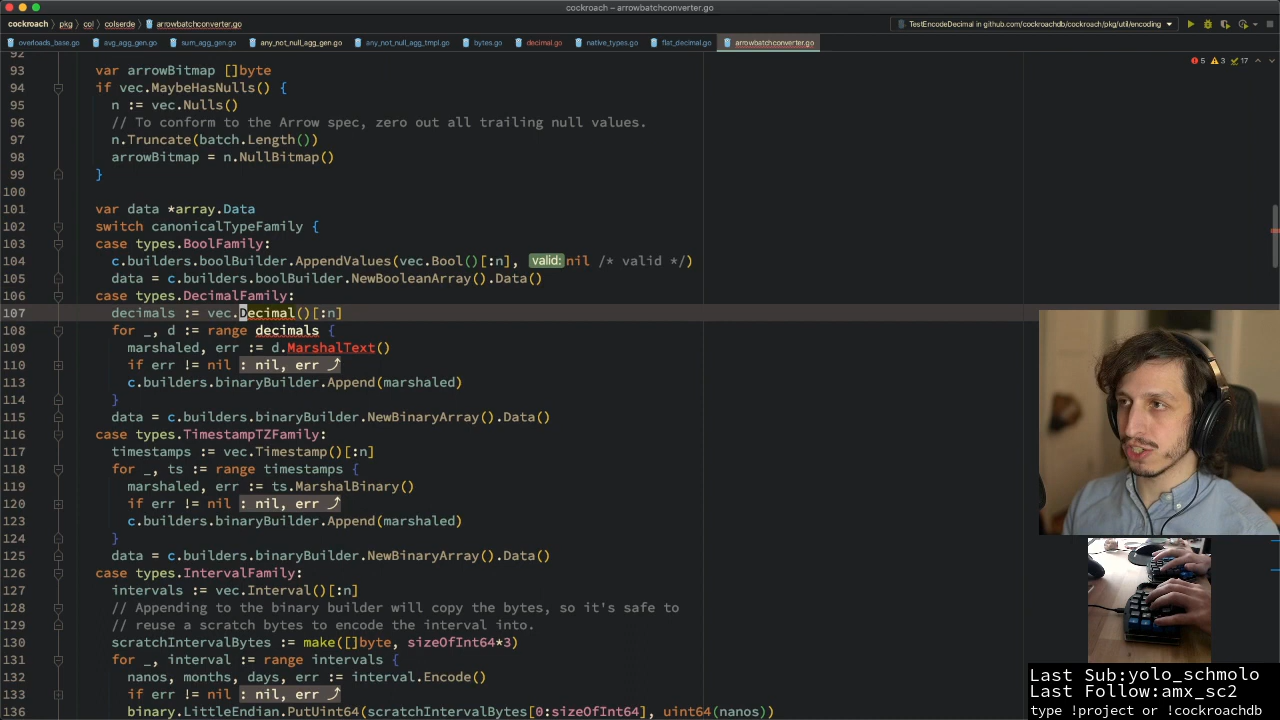 cockroach – arrowbatchconverter.go
cockroach pkg col colserde arrowbatchconverter.go
TestEncodeDecimal in github.com/cockroachdb/cockroach/pkg/util/encoding
overloads_base.go avg_agg_gen.go sum_agg_gen.go any_not_null_agg_gen.go any_not_null_agg_tmpl.go bytes.go decimal.go native_types.go flat_decimal.go arrowbatchconverter.go
5 3 17
92
93 var arrowBitmap []byte
94 if vec.MaybeHasNulls() {
95 n := vec.Nulls()
96 // To conform to the Arrow spec, zero out all trailing null values.
97 n.Truncate(batch.Length())
98 arrowBitmap = n.NullBitmap()
99 }
100
101 var data *array.Data
102 switch canonicalTypeFamily {
103 case types.BoolFamily:
104 c.builders.boolBuilder.AppendValues(vec.Bool()[:n], valid: nil /* valid */)
105 data = c.builders.boolBuilder.NewBooleanArray().Data()
106 case types.DecimalFamily:
107 decimals := vec.Decimal()[:n]
108 for _, d := range decimals {
109 marshaled, err := d.MarshalText()
110 if err != nil : nil, err
113 c.builders.binaryBuilder.Append(marshaled)
114 }
115 data = c.builders.binaryBuilder.NewBinaryArray().Data()
116 case types.TimestampTZFamily:
117 timestamps := vec.Timestamp()[:n]
118 for _, ts := range timestamps {
119 marshaled, err := ts.MarshalBinary()
120 if err != nil : nil, err
123 c.builders.binaryBuilder.Append(marshaled)
124 }
125 data = c.builders.binaryBuilder.NewBinaryArray().Data()
126 case types.IntervalFamily:
127 intervals := vec.Interval()[:n]
128 // Appending to the binary builder will copy the bytes, so it's safe to
129 // reuse a scratch bytes to encode the interval into.
130 scratchIntervalBytes := make([]byte, sizeOfInt64*3)
131 for _, interval := range intervals {
132 nanos, months, days, err := interval.Encode()
133 if err != nil : nil, err
136 binary.LittleEndian.PutUint64(scratchIntervalBytes[0:sizeOfInt64], uint64(nanos))
Last Sub:yolo_schmolo
Last Follow:amx_sc2
type !project or !cockroachdb